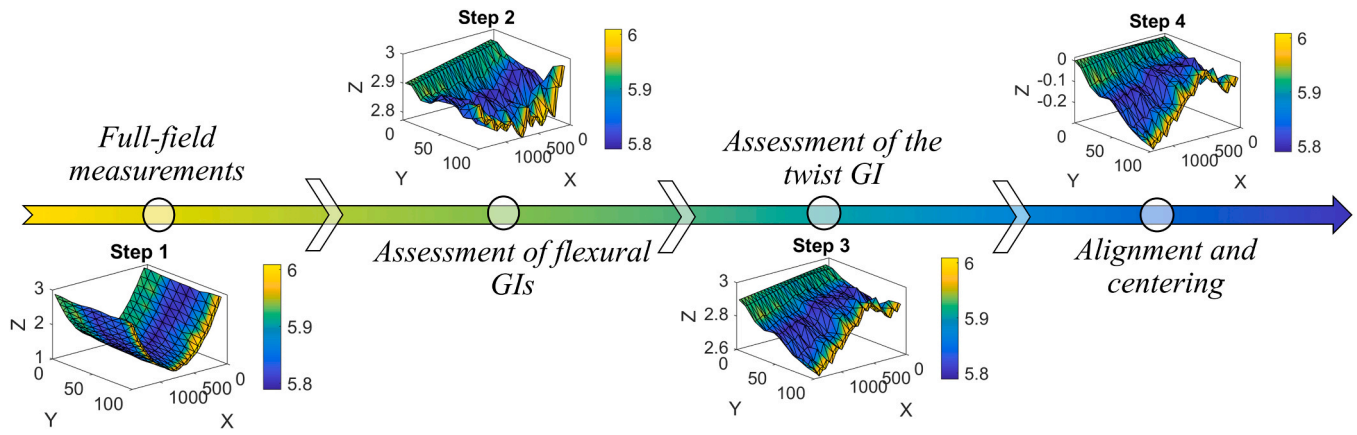 Full-field
measurements
Step 1
3
2
1
0
50
100
1000
500
0
Z
Y
X
6
5.9
5.8
Step 2
3
2.9
2.8
0
50
100
1000
500
0
Z
Y
X
6
5.9
5.8
Assessment of flexural
GIs
Assessment of the
twist GI
Step 3
3
2.8
2.6
0
50
100
1000
500
0
Z
Y
X
6
5.9
5.8
Step 4
0
-0.1
-0.2
0
50
100
1000
500
0
Z
Y
X
6
5.9
5.8
Alignment and
centering